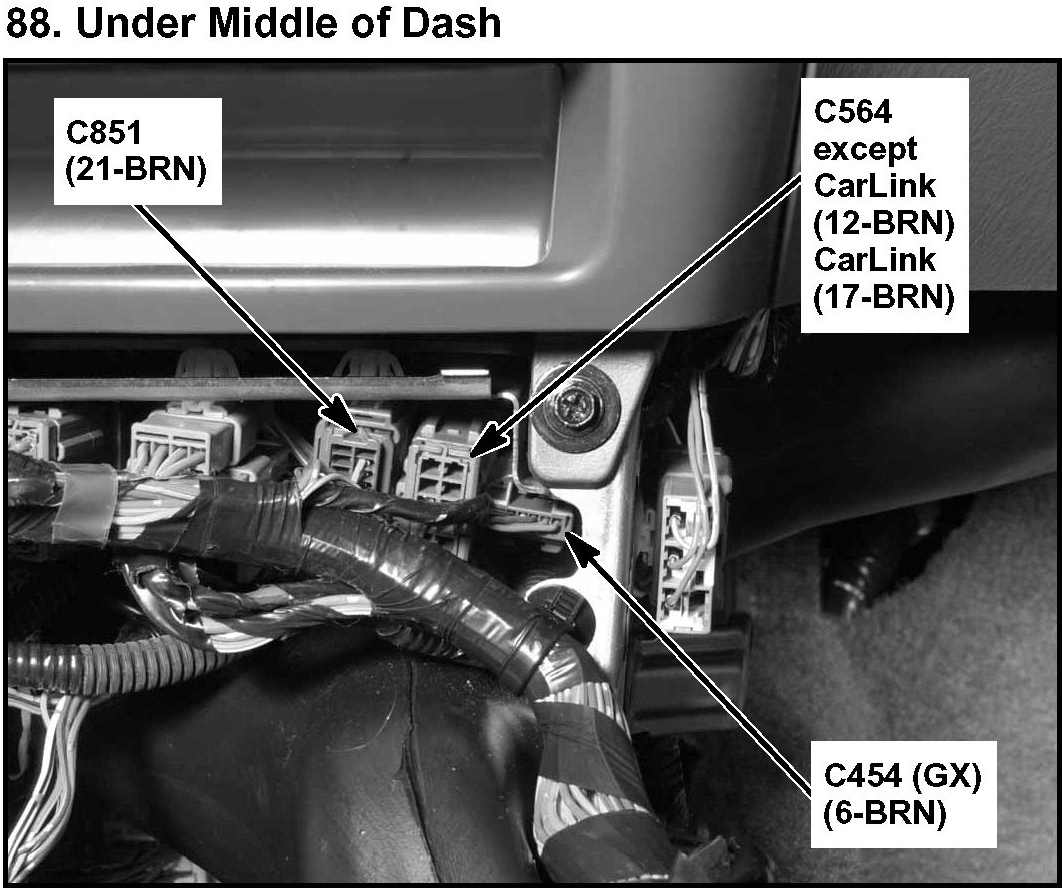 88. Under Middle of Dash
C851
(21-BRN)
C564
except
CarLink
(12-BRN)
CarLink
(17-BRN)
C454 (GX)
(6-BRN)